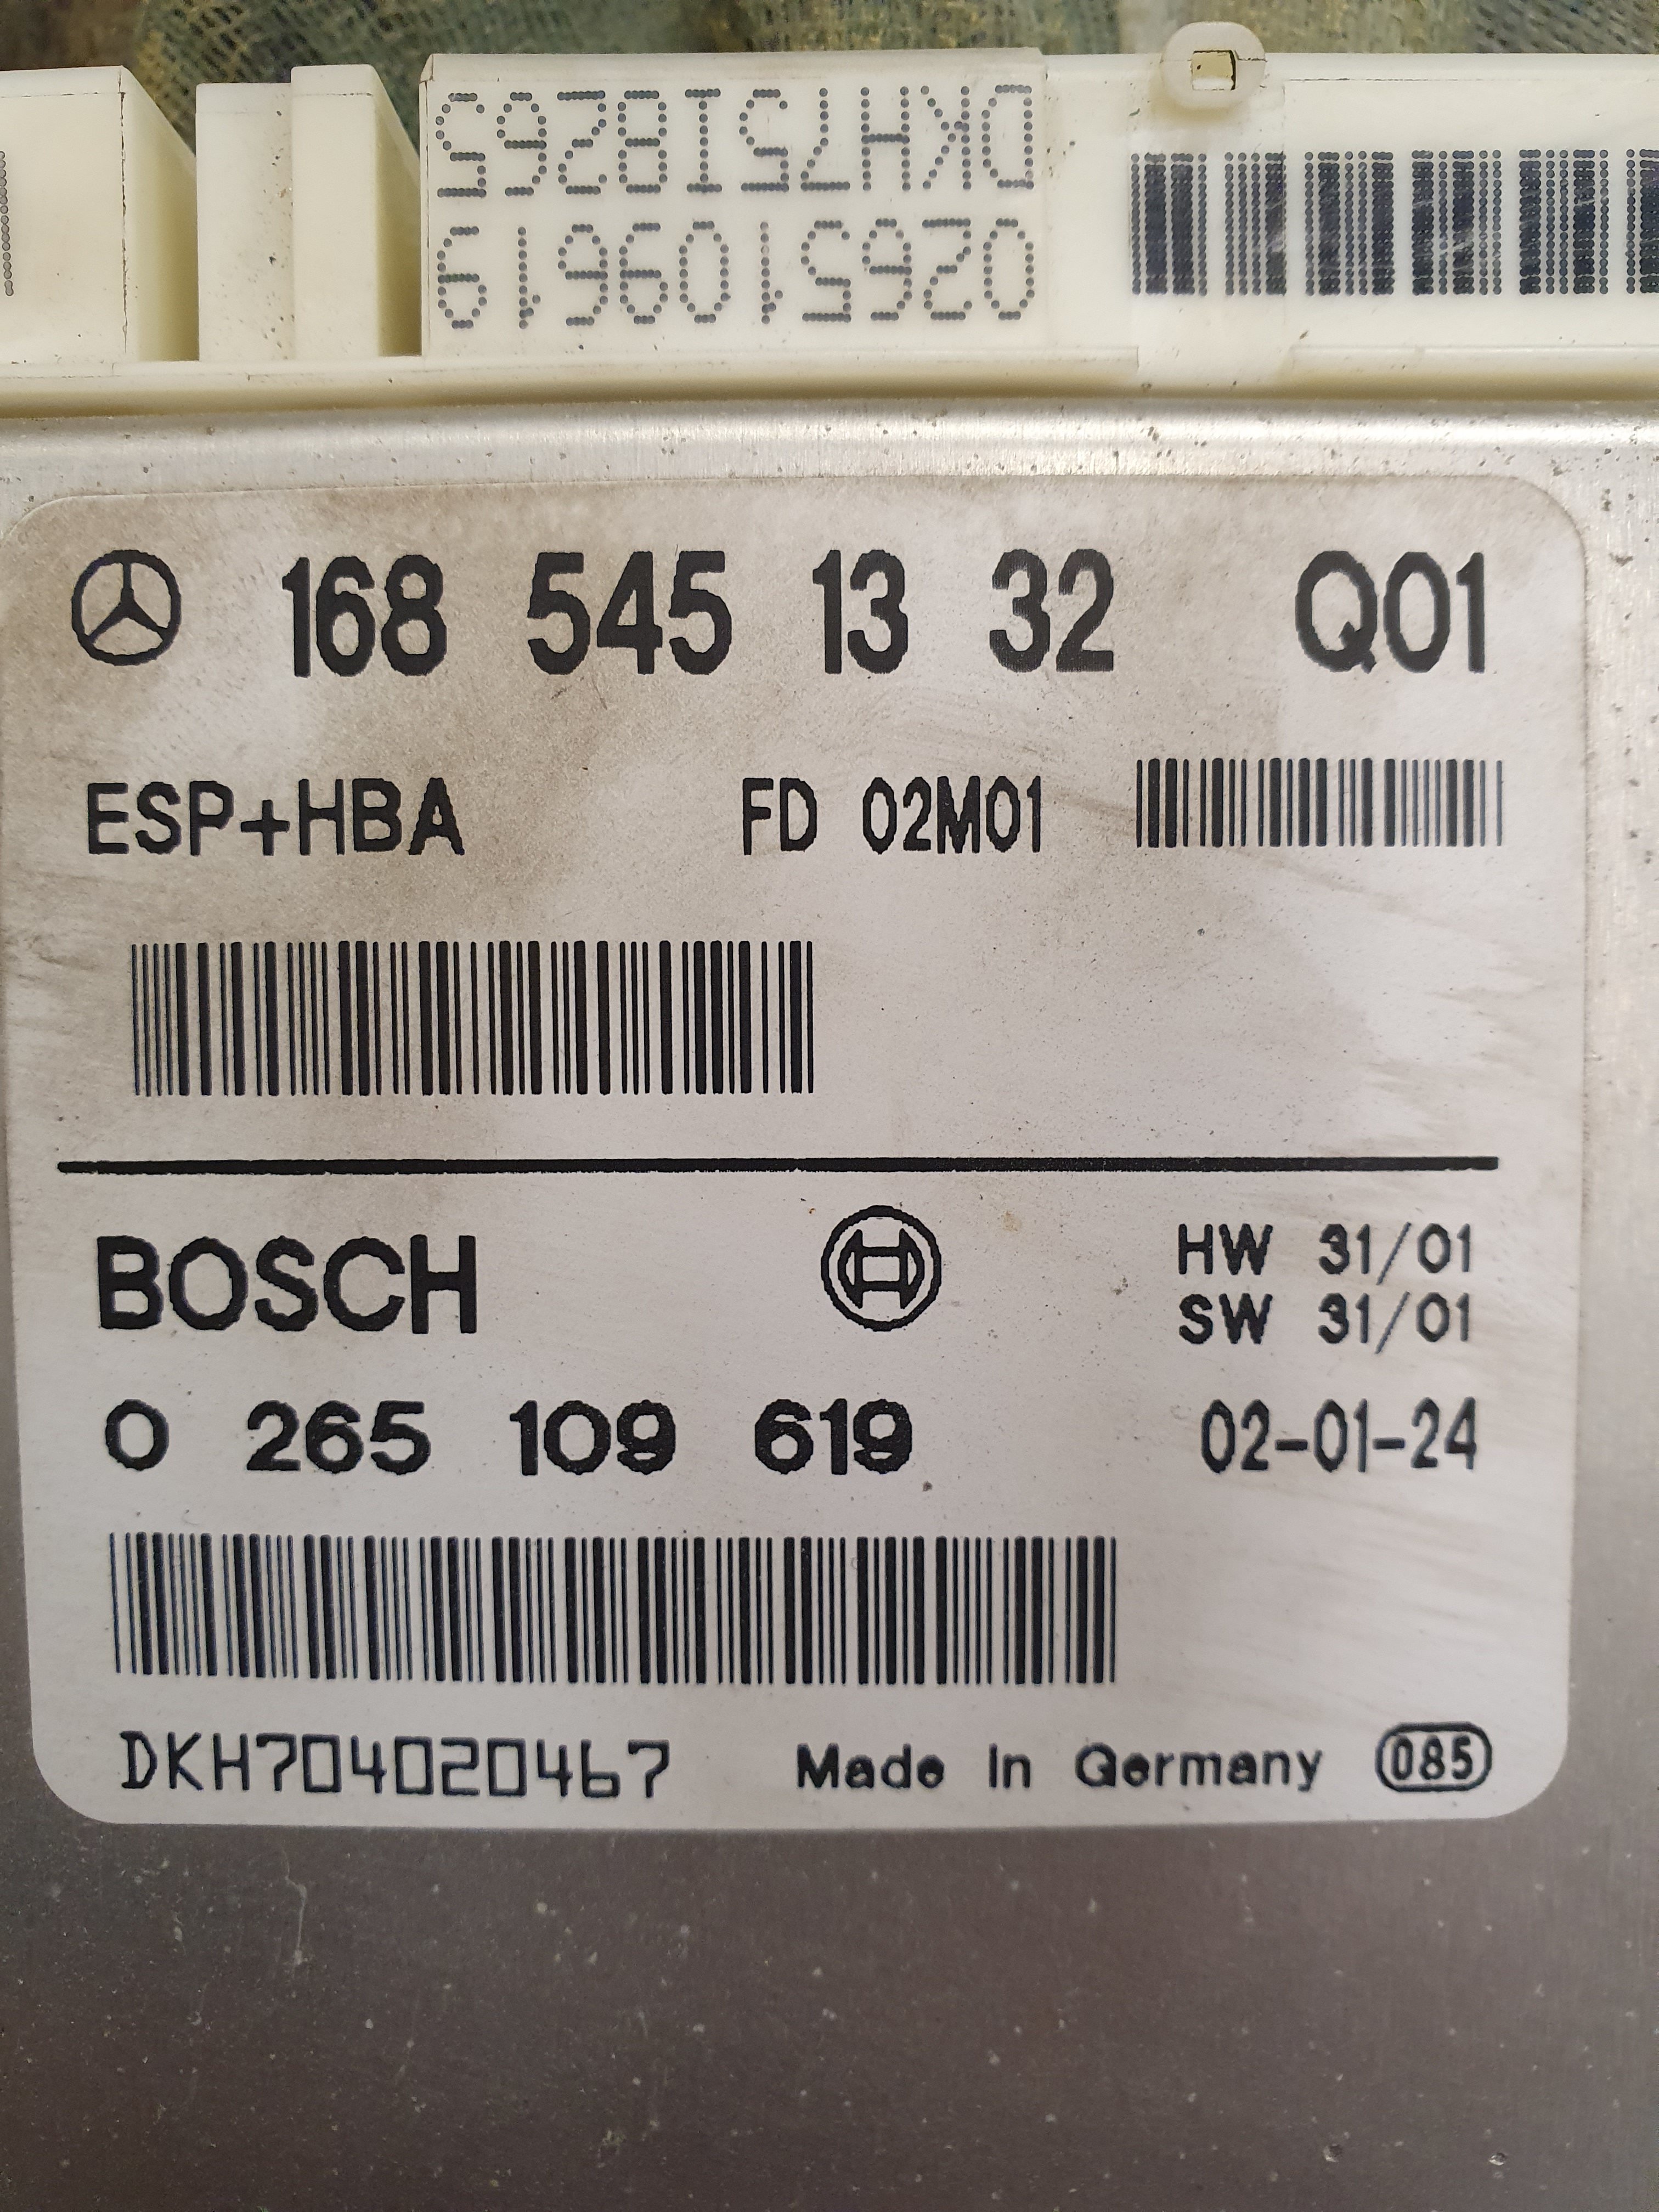 0265109619
DKH7518265
168 545 13 32 Q01
ESP+HBA FD 02M01
BOSCH HW 31/01
SW 31/01
0 265 109 619 02-01-24
DKH704020467 Made In Germany 085